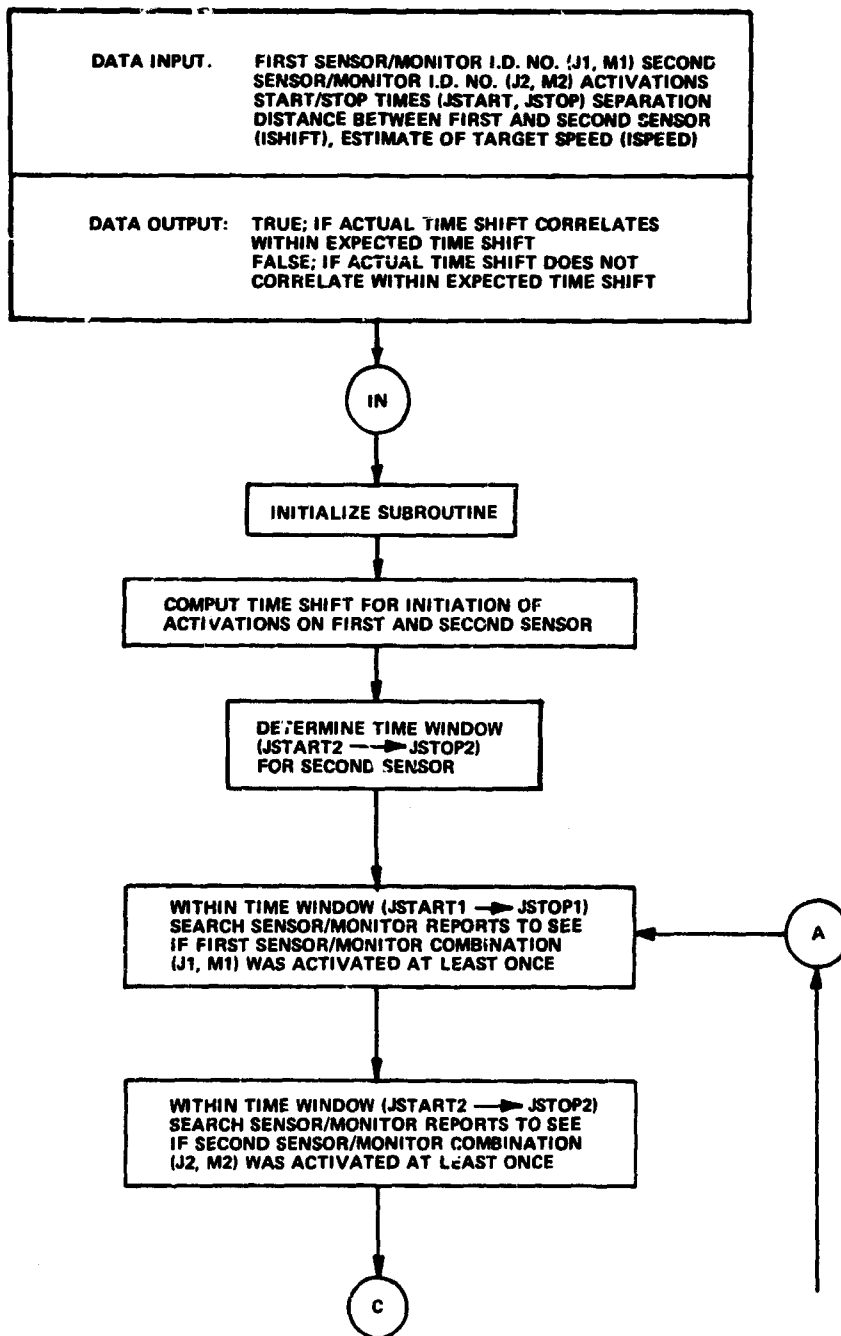 DATA INPUT. FIRST SENSOR/MONITOR I.D. NO. (J1, M1) SECOND
SENSOR/MONITOR I.D. NO. (J2, M2) ACTIVATIONS
START/STOP TIMES (JSTART, JSTOP) SEPARATION
DISTANCE BETWEEN FIRST AND SECOND SENSOR
(ISHIFT), ESTIMATE OF TARGET SPEED (ISPEED)
DATA OUTPUT: TRUE; IF ACTUAL TIME SHIFT CORRELATES
WITHIN EXPECTED TIME SHIFT
FALSE; IF ACTUAL TIME SHIFT DOES NOT
CORRELATE WITHIN EXPECTED TIME SHIFT
IN
INITIALIZE SUBROUTINE
COMPUT TIME SHIFT FOR INITIATION OF
ACTIVATIONS ON FIRST AND SECOND SENSOR
DETERMINE TIME WINDOW
(JSTART2 → JSTOP2)
FOR SECOND SENSOR
WITHIN TIME WINDOW (JSTART1 → JSTOP1)
SEARCH SENSOR/MONITOR REPORTS TO SEE
IF FIRST SENSOR/MONITOR COMBINATION
(J1, M1) WAS ACTIVATED AT LEAST ONCE
A
WITHIN TIME WINDOW (JSTART2 → JSTOP2)
SEARCH SENSOR/MONITOR REPORTS TO SEE
IF SECOND SENSOR/MONITOR COMBINATION
(J2, M2) WAS ACTIVATED AT LEAST ONCE
C